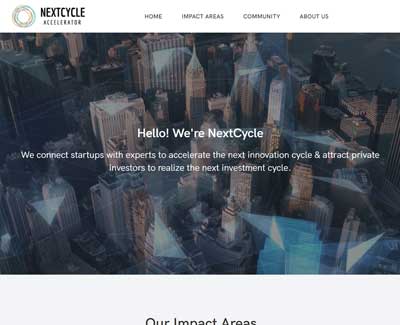 NEXTCYCLE
ACCELERATOR
HOME
IMPACT AREAS
COMMUNITY
ABOUT US
Hello! We're NextCycle
We connect startups with experts to accelerate the next innovation cycle & attract private
investors to realize the next investment cycle.
Our Impact Areas